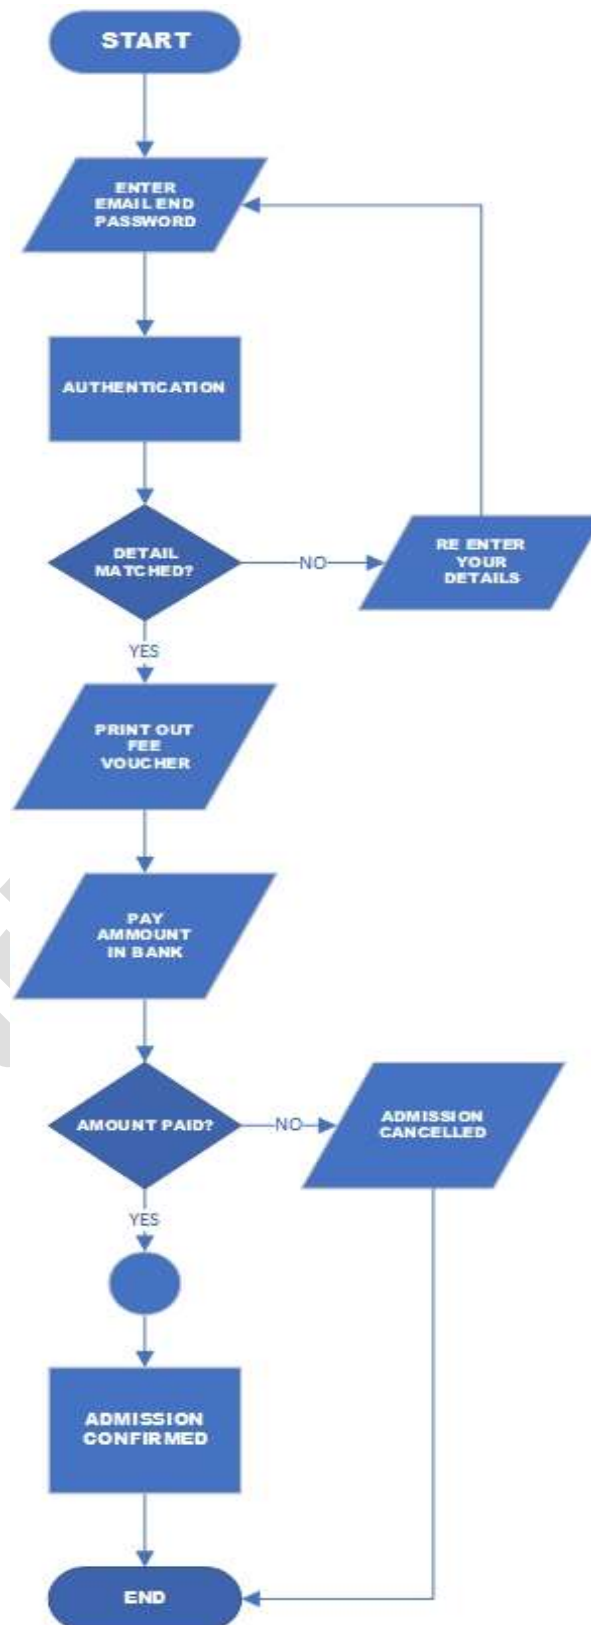 START
ENTER
EMAIL END
PASSWORD
AUTHENTICATION
DETAIL
MATCHED?
NO
RE ENTER
YOUR
DETAILS
YES
PRINT OUT
FEE
VOUCHER
PAY
AMMOUNT
IN BANK
AMOUNT PAID?
NO
ADMISSION
CANCELLED
YES
ADMISSION
CONFIRMED
END